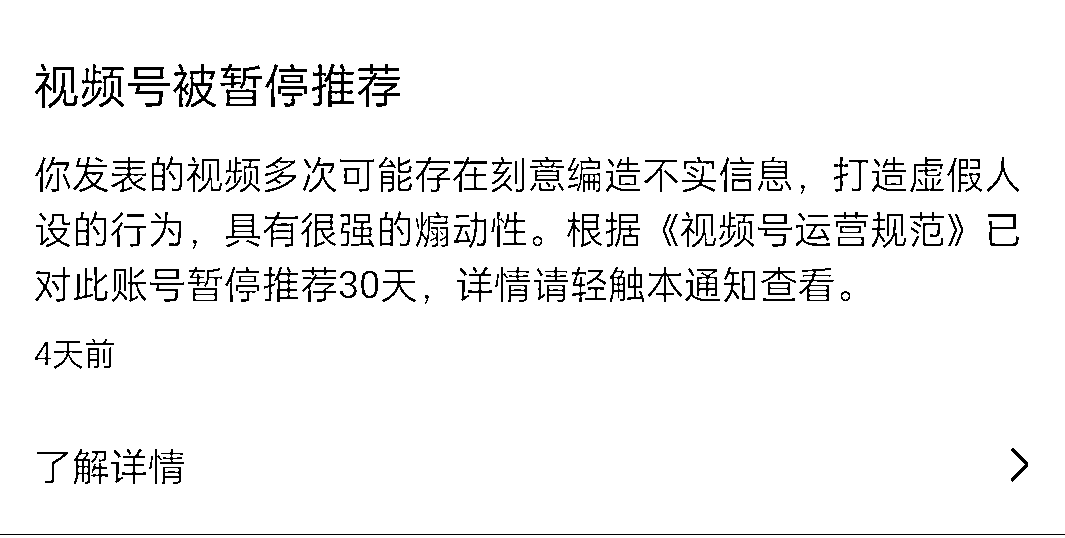 视频号被暂停推荐
你发表的视频多次可能存在刻意编造不实信息，打造虚假人
设的行为，具有很强的煽动性。根据《视频号运营规范》已
对此账号暂停推荐30天，详情请轻触本通知查看。
4天前
了解详情